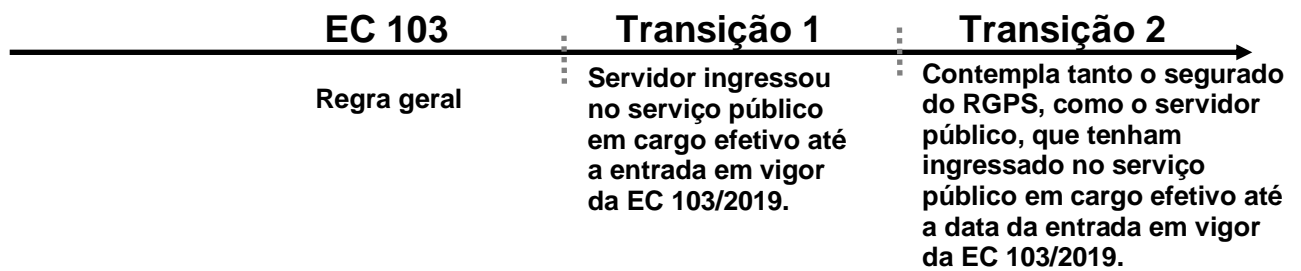 EC 103
Regra geral
Transição 1
Servidor ingressou
no serviço público
em cargo efetivo até
a entrada em vigor
da EC 103/2019.
Transição 2
Contempla tanto o segurado
do RGPS, como o servidor
público, que tenham
ingressado no serviço
público em cargo efetivo até
a data da entrada em vigor
da EC 103/2019.